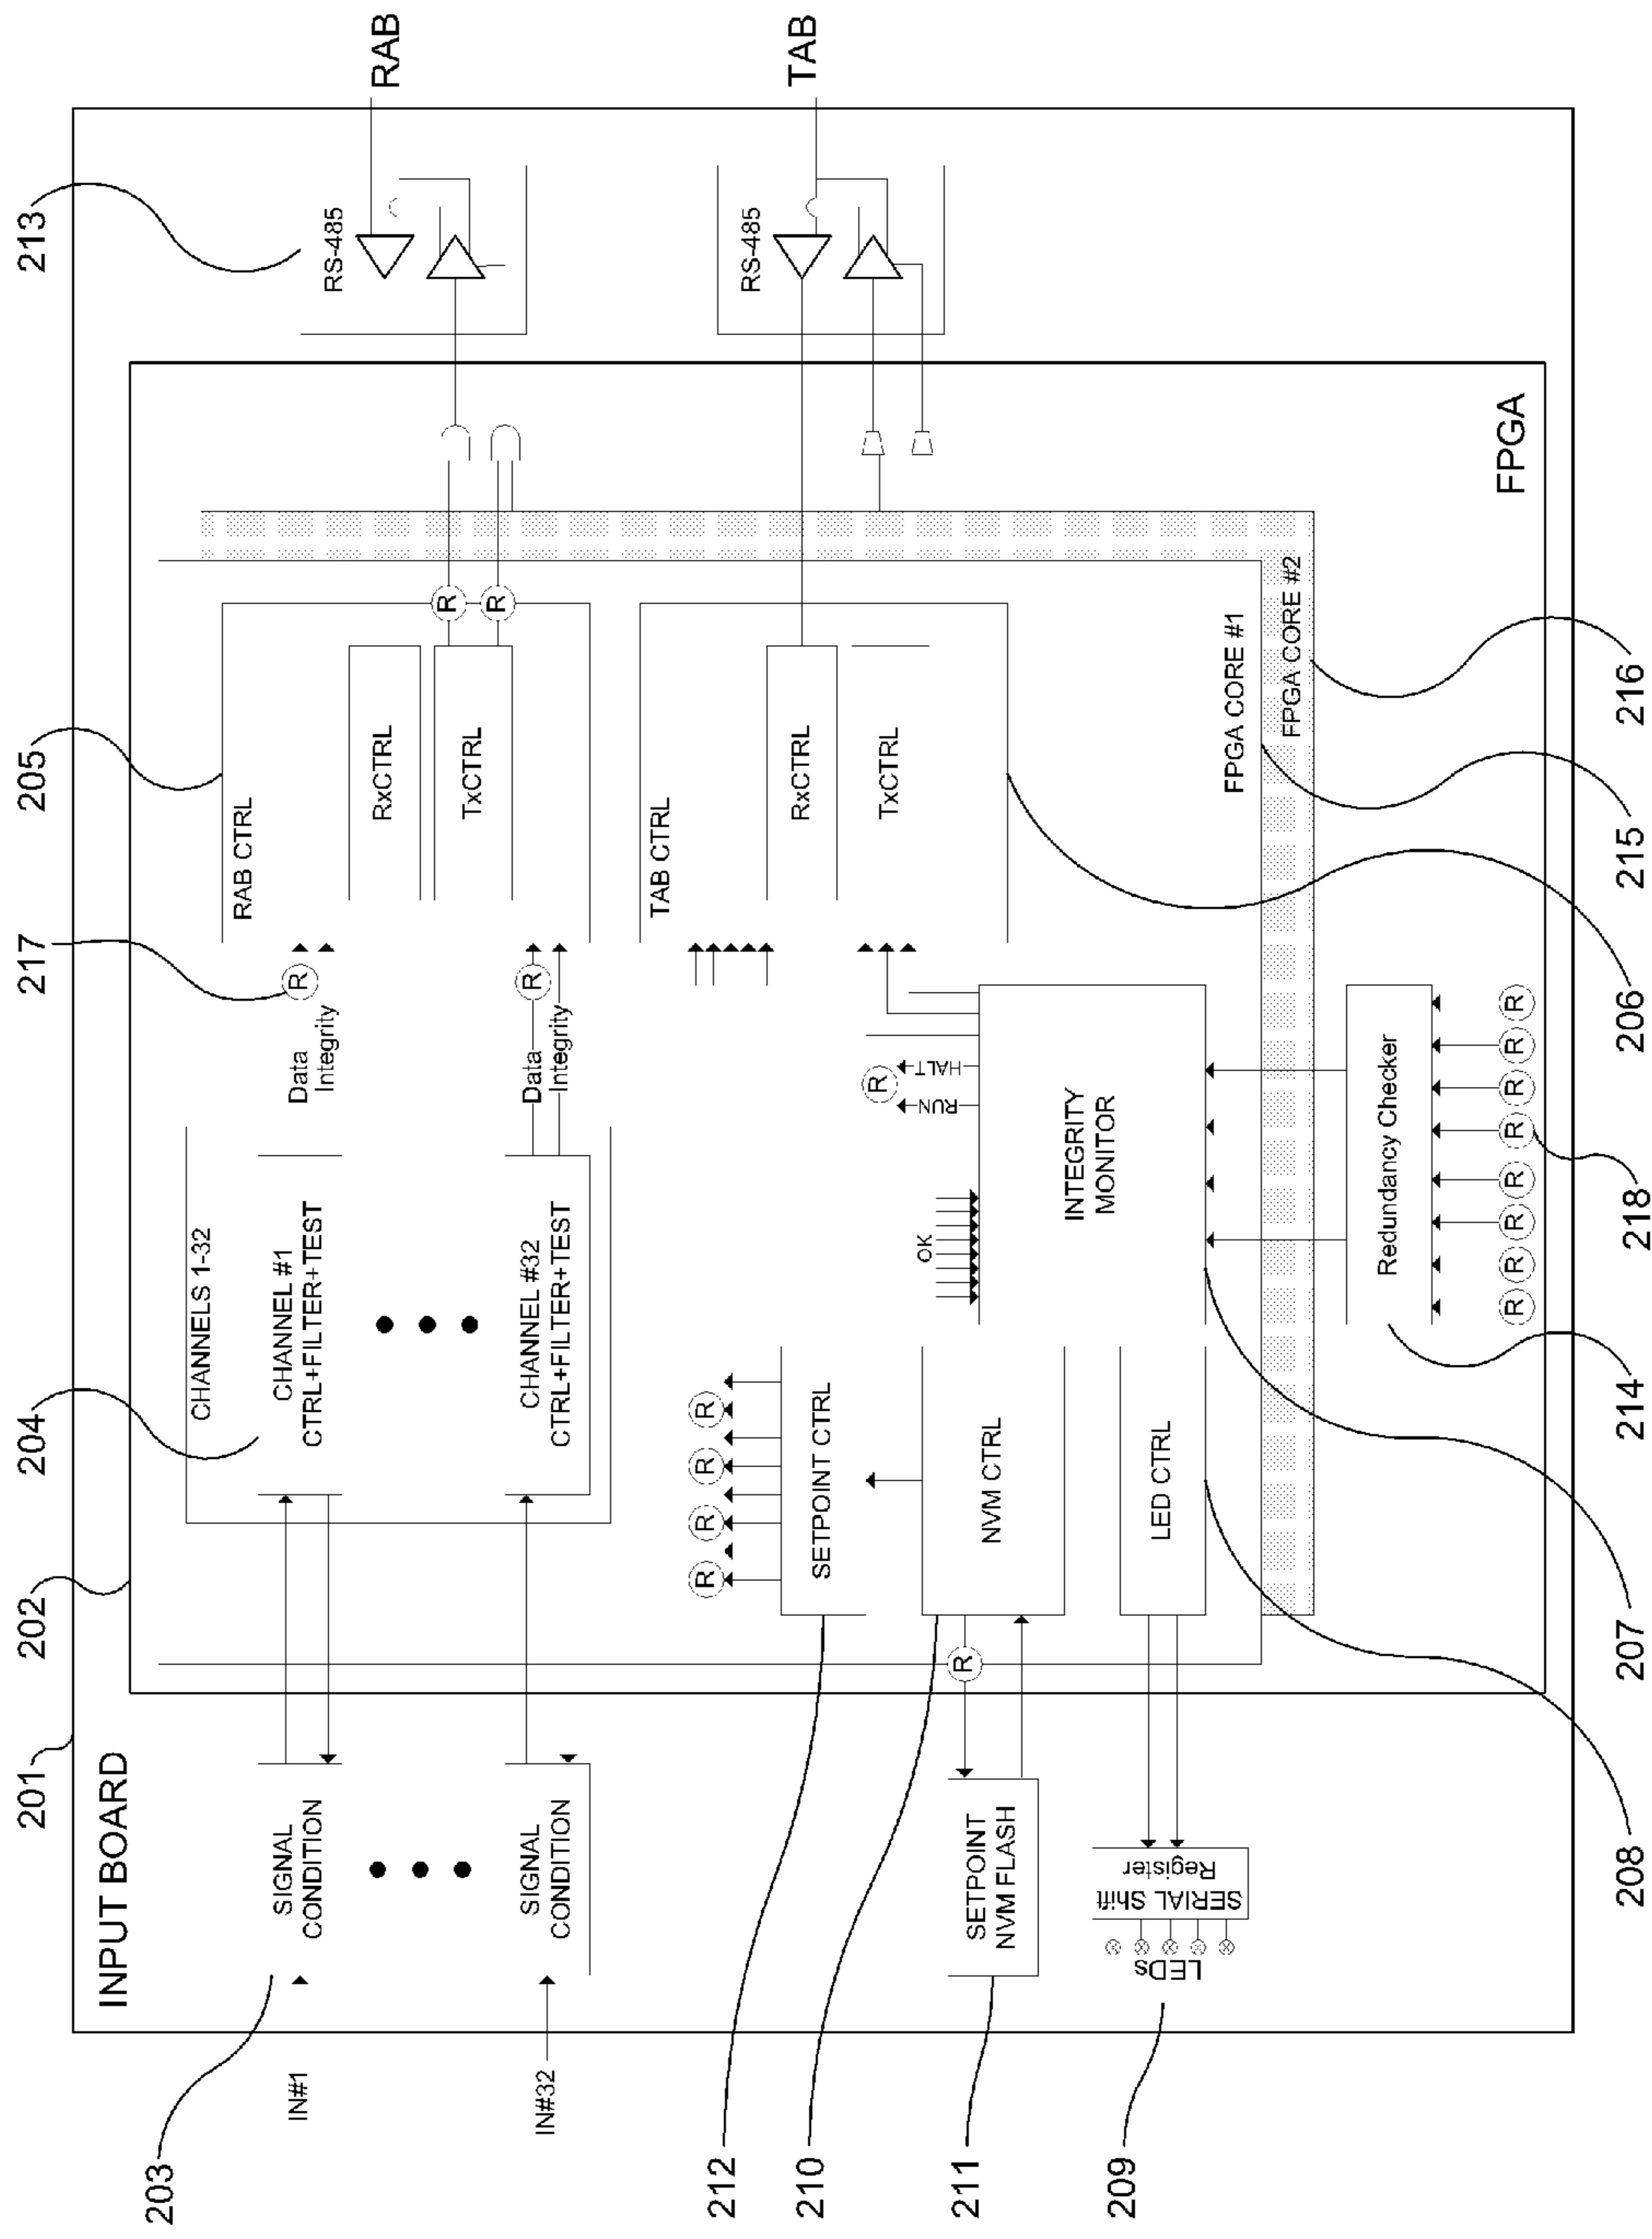 INPUT BOARD
201
202
204
217
205
213
203
IN#1
SIGNAL
CONDITION
CHANNELS 1-32
CHANNEL #1
CTRL+FILTER+TEST
Data
Integrity
R
RAB CTRL
RxCTRL
TxCTRL
R
R
RS-485
RAB
IN#32
SIGNAL
CONDITION
CHANNEL #32
CTRL+FILTER+TEST
Data
Integrity
R
212
SETPOINT CTRL
R
R
R
R
TAB CTRL
RxCTRL
TxCTRL
RS-485
TAB
210
NVM CTRL
R
211
SETPOINT
NVM FLASH
OK
RUN
HALT
R
INTEGRITY
MONITOR
209
LEDs
SERIAL Shift
Register
LED CTRL
FPGA CORE #1
FPGA CORE #2
Redundancy Checker
R
R
R
R
R
R
R
R
FPGA
208
207
214
218
206
215
216